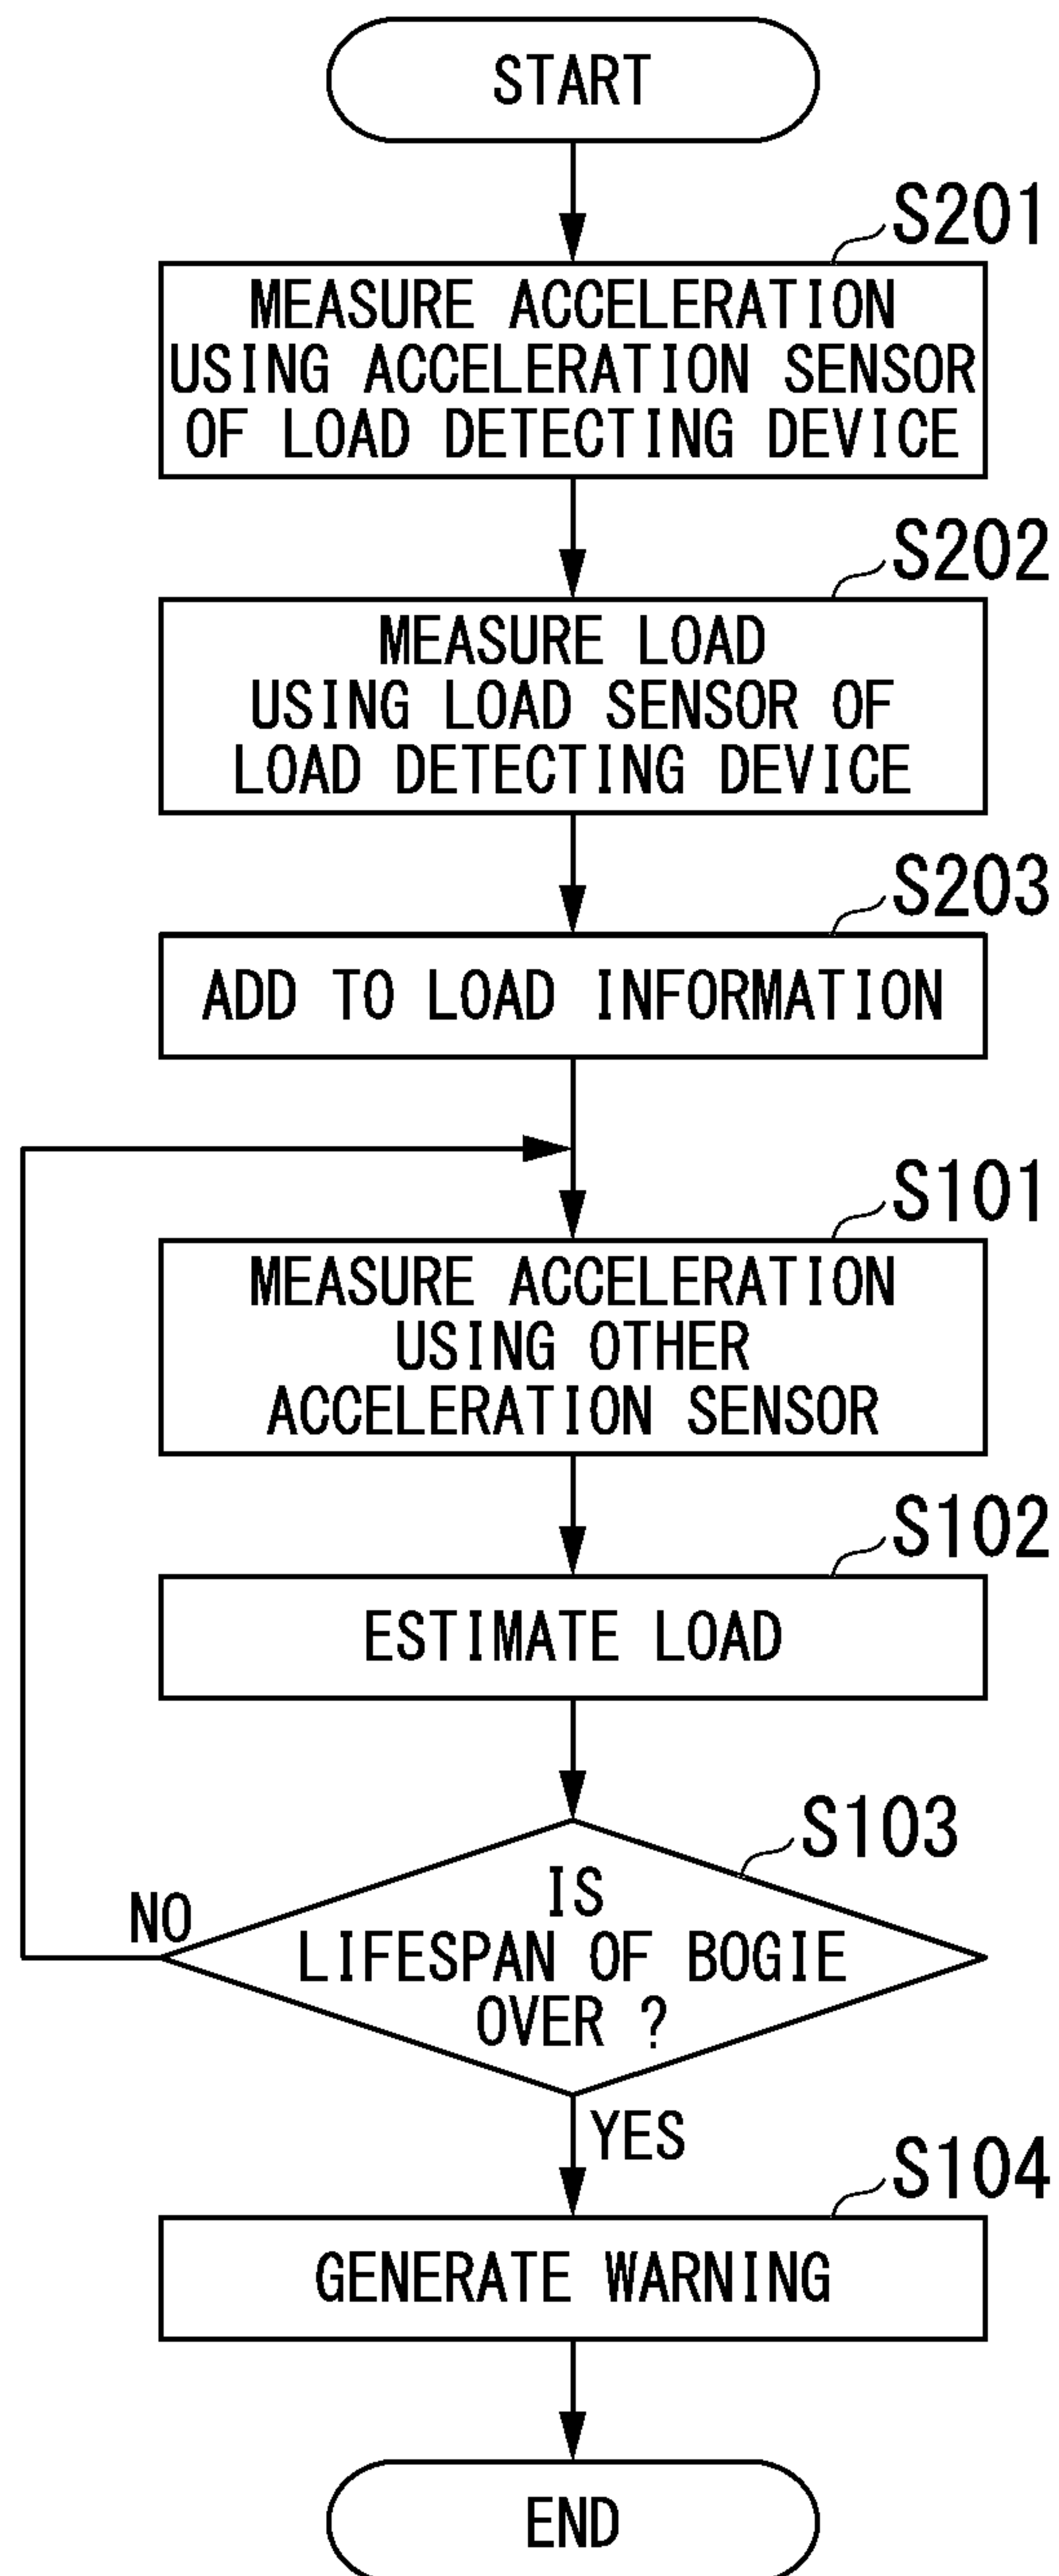 START
S201
MEASURE ACCELERATION
USING ACCELERATION SENSOR
OF LOAD DETECTING DEVICE
S202
MEASURE LOAD
USING LOAD SENSOR OF
LOAD DETECTING DEVICE
S203
ADD TO LOAD INFORMATION
S101
MEASURE ACCELERATION
USING OTHER
ACCELERATION SENSOR
S102
ESTIMATE LOAD
S103
IS
LIFESPAN OF BOGIE
OVER ?
NO
YES
S104
GENERATE WARNING
END